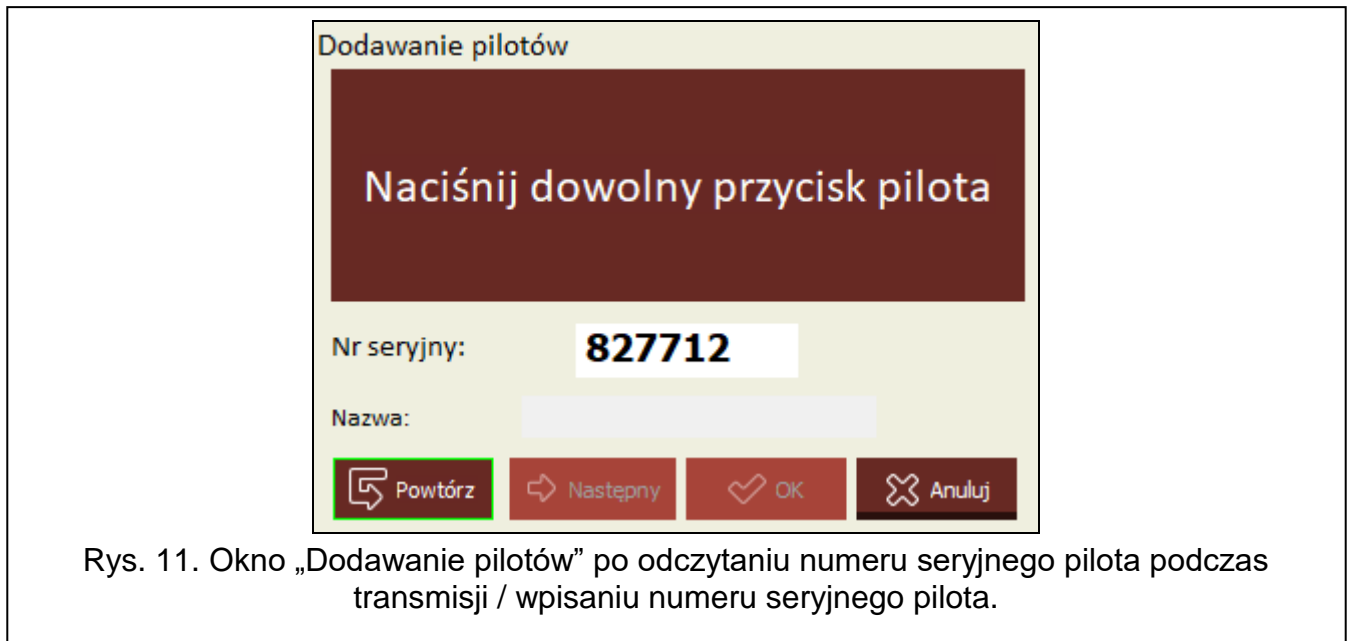 Dodawanie pilotów
Naciśnij dowolny przycisk pilota
Nr seryjny: 827712
Nazwa:
Powtórz Następny OK Anuluj
Rys. 11. Okno „Dodawanie pilotów” po odczytaniu numeru seryjnego pilota podczas
transmisji / wpisaniu numeru seryjnego pilota.